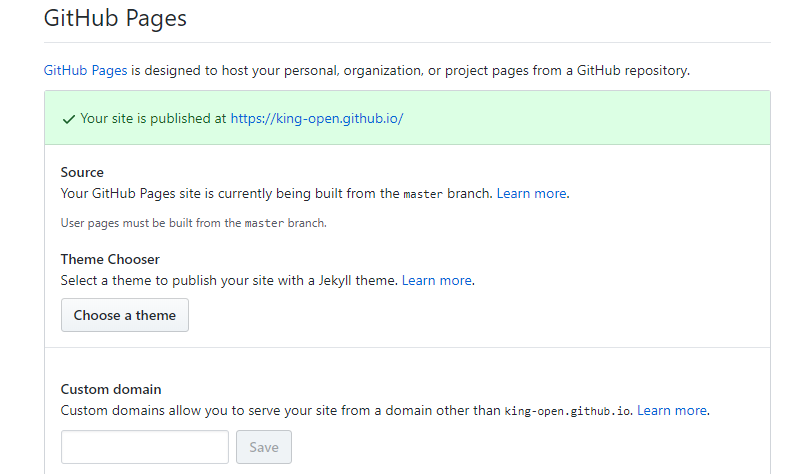 GitHub Pages
GitHub Pages is designed to host your personal, organization, or project pages from a GitHub repository.
Your site is published at https://king-open.github.io/
Source
Your GitHub Pages site is currently being built from the master branch. Learn more.
User pages must be built from the master branch.
Theme Chooser
Select a theme to publish your site with a Jekyll theme. Learn more.
Choose a theme
Custom domain
Custom domains allow you to serve your site from a domain other than king-open.github.io. Learn more.
Save